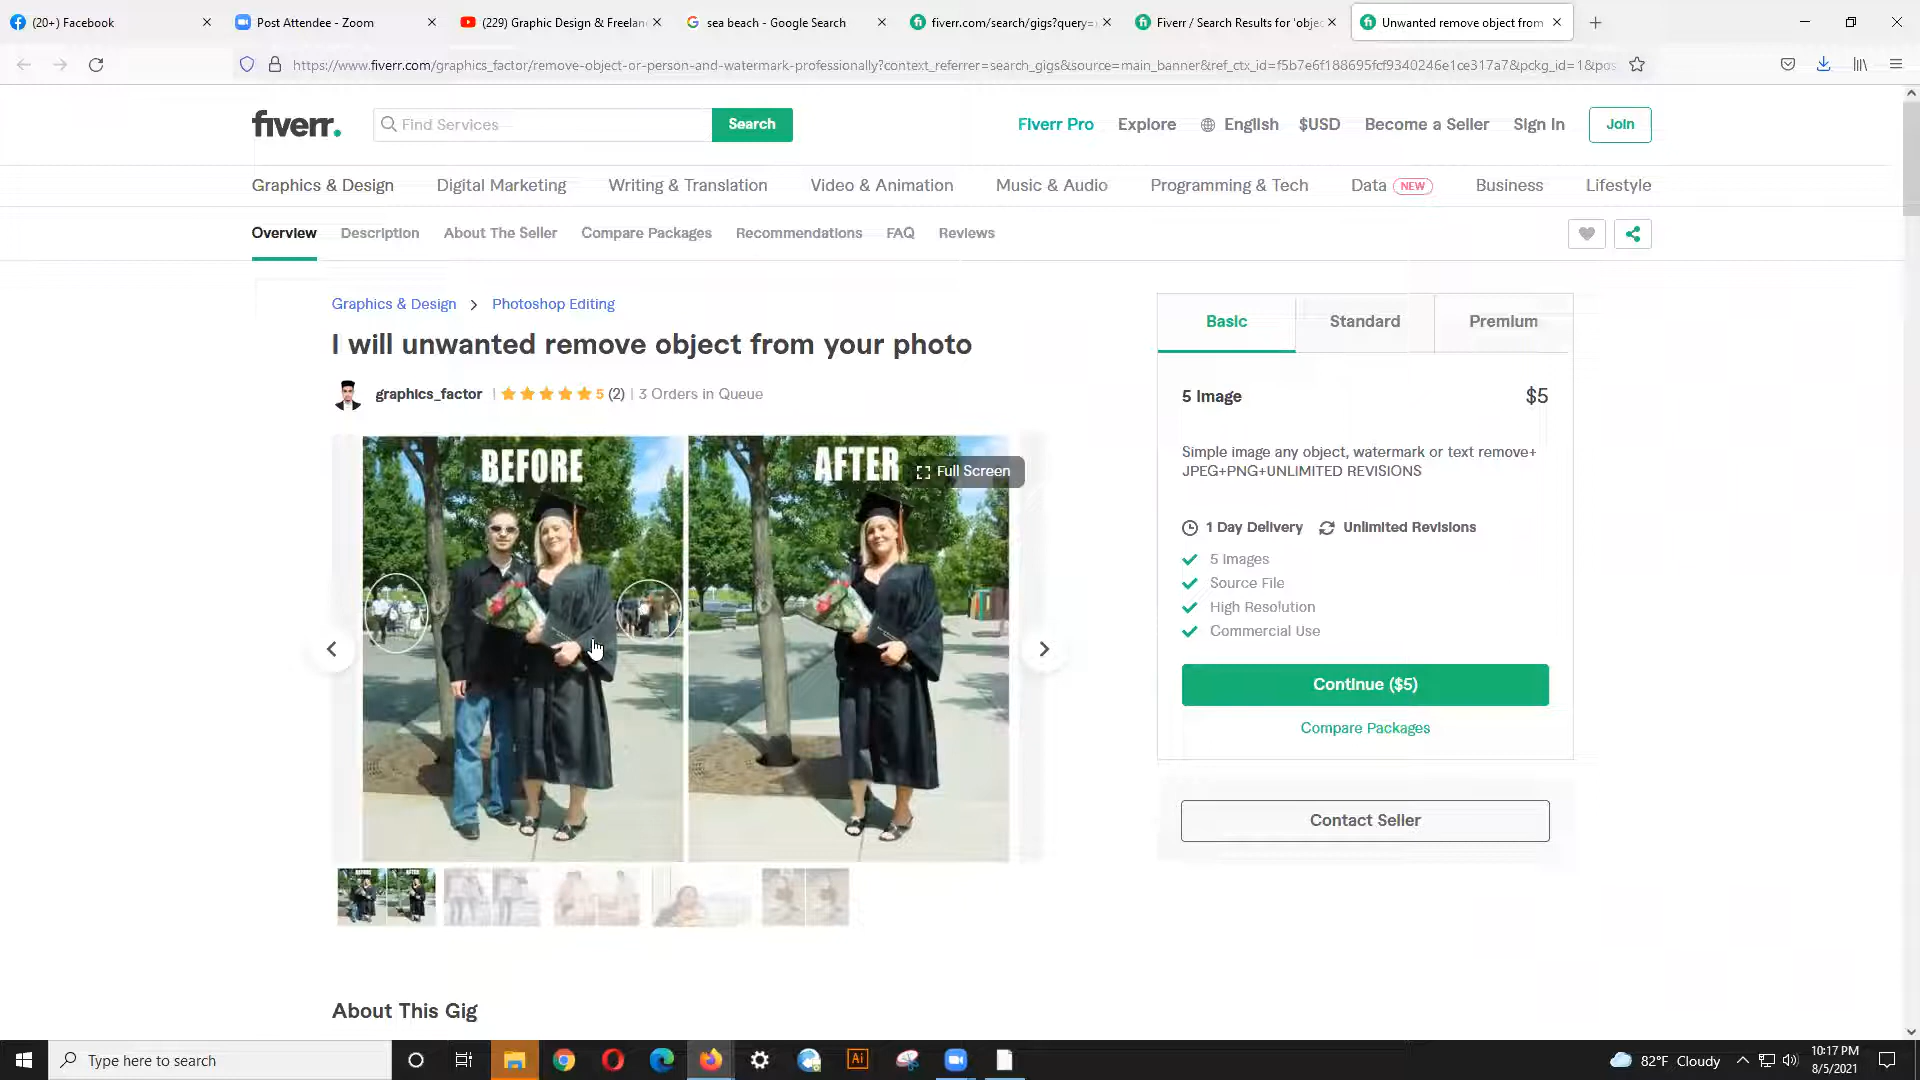 (20+) Facebook
Post Attendee - Zoom
(229) Graphic Design & Freelan
sea beach - Google Search
fiverr.com/search/gigs?query=
Fiverr / Search Results for 'obje
Unwanted remove object from
https://www.fiverr.com/graphics_factor/remove-object-or-person-and-watermark-professionally?context_referrer=search_gigs&source=main_banner&ref_ctx_id=f5b7e6f188695fcf9340246e1ce317a7&pckg_id=1&pos
fiverr.
Find Services
Search
Fiverr Pro
Explore
English
$USD
Become a Seller
Sign In
Join
Graphics & Design
Digital Marketing
Writing & Translation
Video & Animation
Music & Audio
Programming & Tech
Data NEW
Business
Lifestyle
Overview
Description
About The Seller
Compare Packages
Recommendations
FAQ
Reviews
Graphics & Design > Photoshop Editing
I will unwanted remove object from your photo
graphics_factor | 5 (2) | 3 Orders in Queue
BEFORE
AFTER
Full Screen
Basic
Standard
Premium
5 Image
$5
Simple image any object, watermark or text remove+
JPEG+PNG+UNLIMITED REVISIONS
1 Day Delivery
Unlimited Revisions
5 Images
Source File
High Resolution
Commercial Use
Continue ($5)
Compare Packages
Contact Seller
BEFORE
AFTER
About This Gig
Type here to search
Ai
82°F Cloudy
10:17 PM
8/5/2021